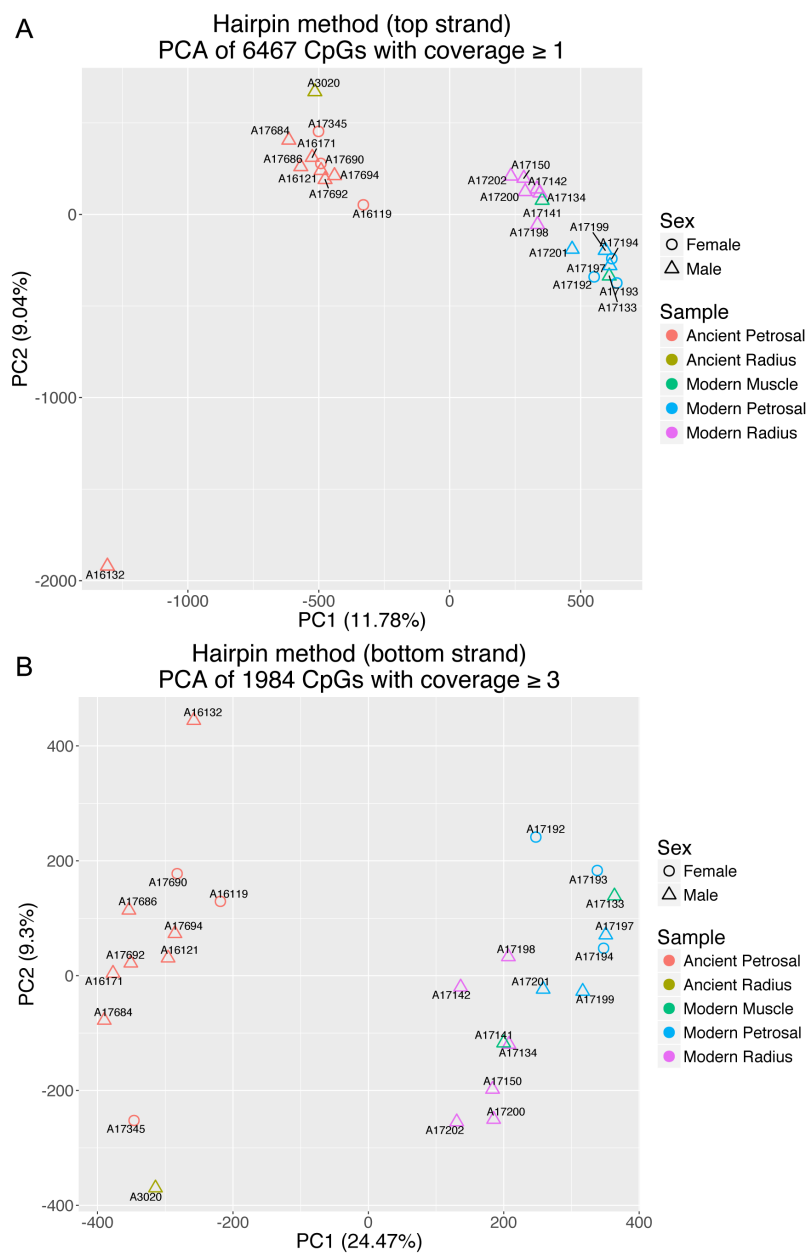 A
Hairpin method (top strand)
PCA of 6467 CpGs with coverage ≥ 1
A3020
A17345
A17684
A16171
A17686
A17690
A16121
A17694
A17692
A16119
A17150
A17202
A17142
A17200
A17134
A17141
A17198
A17199
A17201
A17194
A17197
A17192
A17193
A17133
A16132
0
-1000
-2000
PC2 (9.04%)
-1000
-500
0
500
PC1 (11.78%)
Sex
Female
Male
Sample
Ancient Petrosal
Ancient Radius
Modern Muscle
Modern Petrosal
Modern Radius
B
Hairpin method (bottom strand)
PCA of 1984 CpGs with coverage ≥ 3
A16132
A17192
A17690
A17193
A17686
A16119
A17133
A17694
A17197
A17692
A16121
A17198
A17194
A16171
A17201
A17142
A17199
A17684
A17141
A17134
A17150
A17345
A17200
A17202
A3020
400
200
0
-200
-400
PC2 (9.3%)
-400
-200
0
200
400
PC1 (24.47%)
Sex
Female
Male
Sample
Ancient Petrosal
Ancient Radius
Modern Muscle
Modern Petrosal
Modern Radius